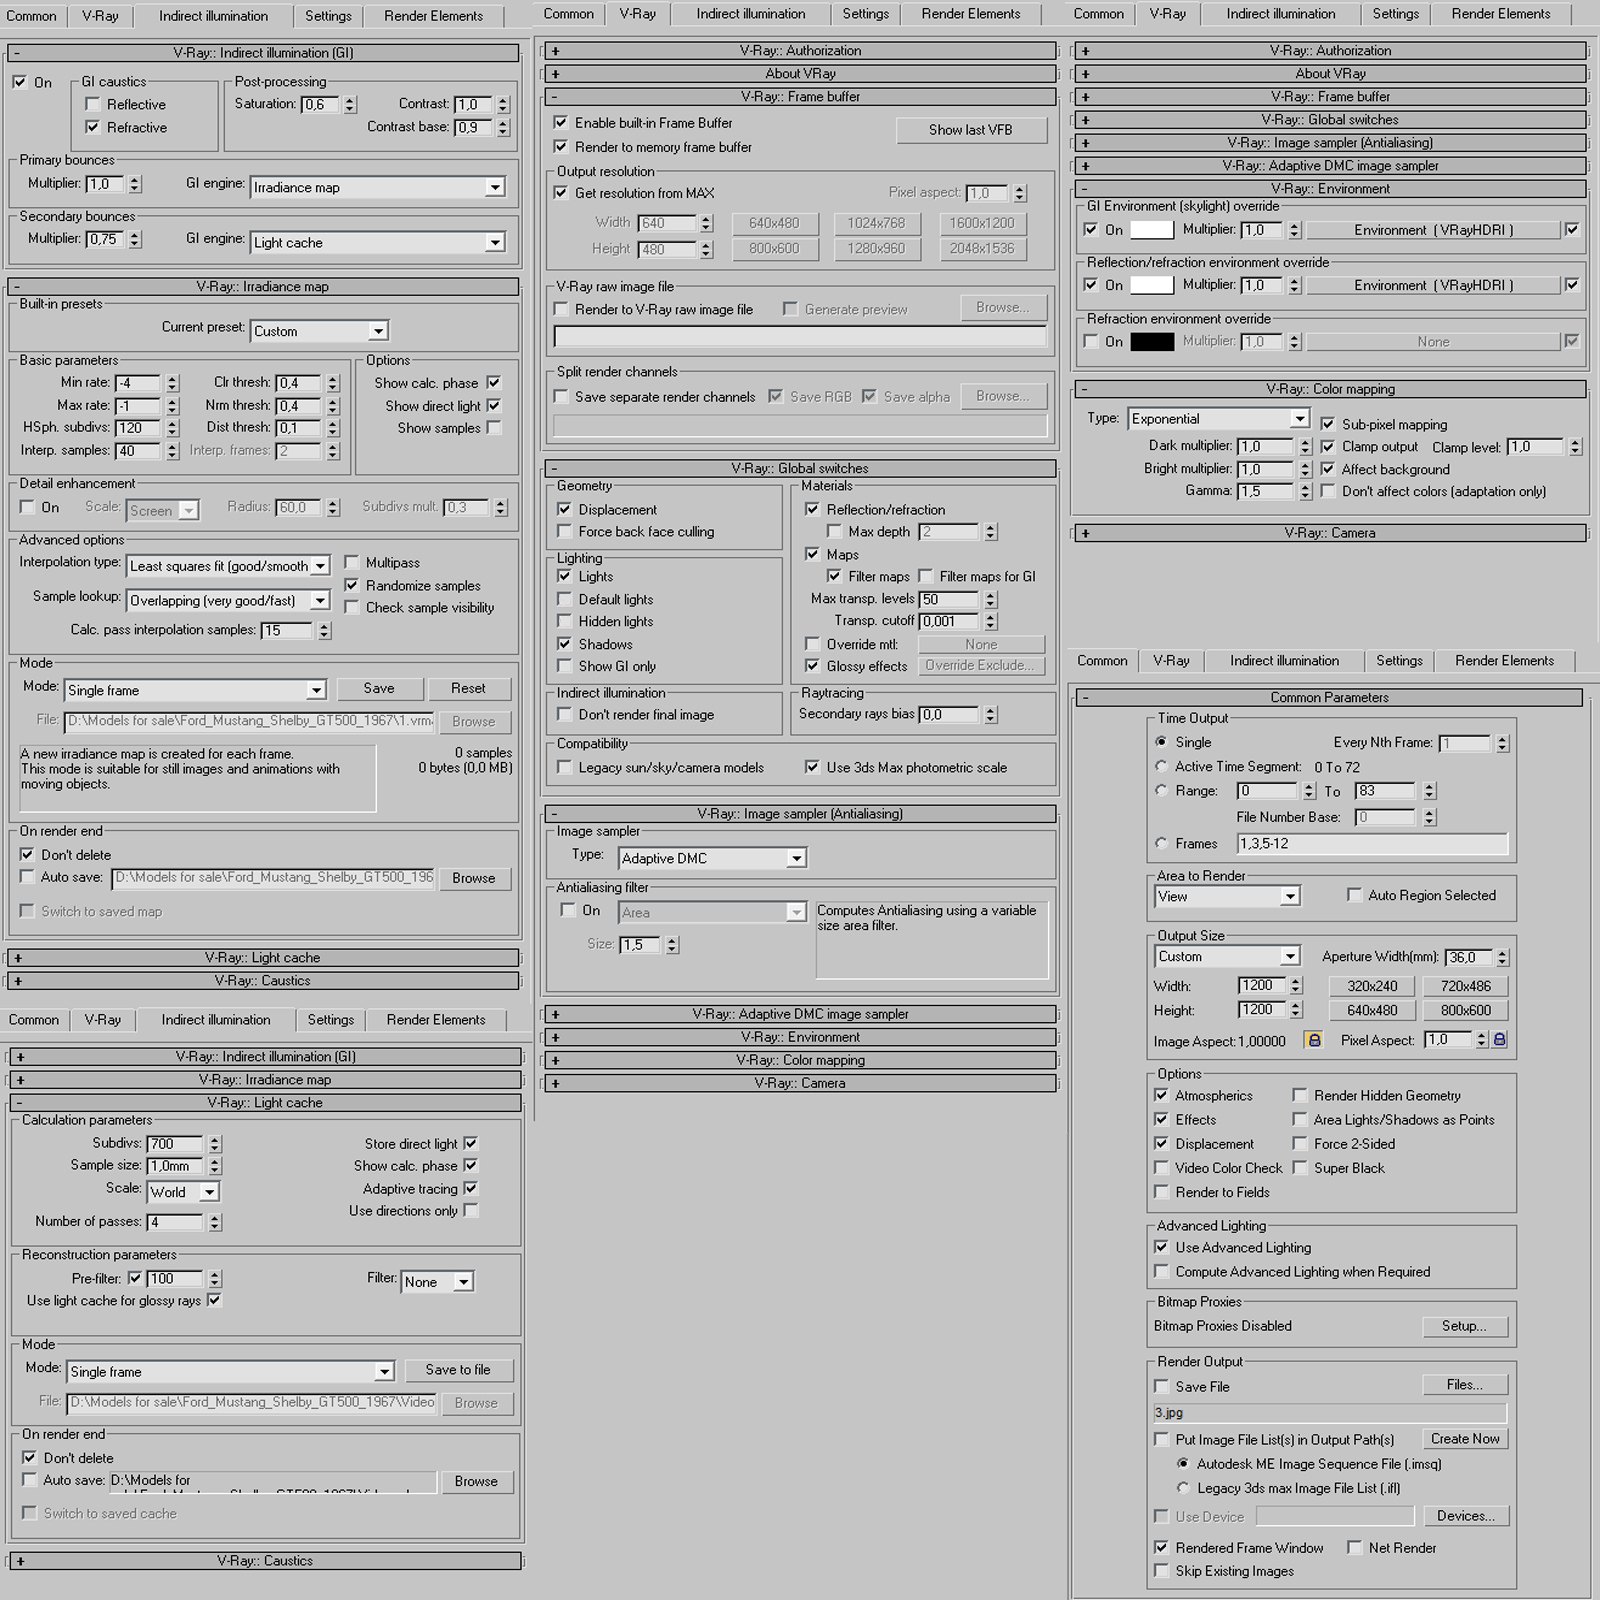 Common V-Ray Indirect illumination Settings Render Elements
- V-Ray:: Indirect illumination (GI)
On
GI caustics
Reflective
Refractive
Post-processing
Saturation: 0,6 Contrast: 1,0
Contrast base: 0,9
Primary bounces
Multiplier: 1,0 GI engine: Irradiance map
Secondary bounces
Multiplier: 0,75 GI engine: Light cache
- V-Ray:: Irradiance map
Built-in presets
Current preset: Custom
Basic parameters
Min rate: -4 Clr thresh: 0,4
Max rate: -1 Nrm thresh: 0,4
HSph. subdivs: 120 Dist thresh: 0,1
Interp. samples: 40 Interp. frames: 2
Options
Show calc. phase
Show direct light
Show samples
Detail enhancement
On Scale: Screen Radius: 60,0 Subdivs mult. 0,3
Advanced options
Interpolation type: Least squares fit (good/smooth
Sample lookup: Overlapping (very good/fast)
Calc. pass interpolation samples: 15
Multipass
Randomize samples
Check sample visibility
Mode
Mode: Single frame Save Reset
File: D:\Models for sale\Ford_Mustang_Shelby_GT500_1967\1.vrm Browse
A new irradiance map is created for each frame.
This mode is suitable for still images and animations with
moving objects.
0 samples
0 bytes (0,0 MB)
On render end
Don't delete
Auto save: D:\Models for sale\Ford_Mustang_Shelby_GT500_196 Browse
Switch to saved map
+ V-Ray:: Light cache
+ V-Ray:: Caustics
Common V-Ray Indirect illumination Settings Render Elements
+ V-Ray:: Indirect illumination (GI)
+ V-Ray:: Irradiance map
- V-Ray:: Light cache
Calculation parameters
Subdivs: 700 Store direct light
Sample size: 1,0mm Show calc. phase
Scale: World Adaptive tracing
Use directions only
Number of passes: 4
Reconstruction parameters
Pre-filter: 100 Filter: None
Use light cache for glossy rays
Mode
Mode: Single frame Save to file
File: D:\Models for sale\Ford_Mustang_Shelby_GT500_1967\Video Browse
On render end
Don't delete
Auto save: D:\Models for Browse
Switch to saved cache
+ V-Ray:: Caustics
Common V-Ray Indirect illumination Settings Render Elements
+ V-Ray:: Authorization
+ About VRay
- V-Ray:: Frame buffer
Enable built-in Frame Buffer Show last VFB
Render to memory frame buffer
Output resolution
Get resolution from MAX Pixel aspect: 1,0
Width 640 640x480 1024x768 1600x1200
Height 480 800x600 1280x960 2048x1536
V-Ray raw image file
Render to V-Ray raw image file Generate preview Browse...
Split render channels
Save separate render channels Save RGB Save alpha Browse...
- V-Ray:: Global switches
Geometry
Displacement
Force back face culling
Lighting
Lights
Default lights
Hidden lights
Shadows
Show GI only
Indirect illumination
Don't render final image
Materials
Reflection/refraction
Max depth 2
Maps
Filter maps Filter maps for GI
Max transp. levels 50
Transp. cutoff 0,001
Override mtl: None
Glossy effects Override Exclude...
Raytracing
Secondary rays bias 0,0
Compatibility
Legacy sun/sky/camera models Use 3ds Max photometric scale
- V-Ray:: Image sampler (Antialiasing)
Image sampler
Type: Adaptive DMC
Antialiasing filter
On Area
Size: 1,5
Computes Antialiasing using a variable
size area filter.
+ V-Ray:: Adaptive DMC image sampler
+ V-Ray:: Environment
+ V-Ray:: Color mapping
+ V-Ray:: Camera
Common V-Ray Indirect illumination Settings Render Elements
+ V-Ray:: Authorization
+ About VRay
+ V-Ray:: Frame buffer
+ V-Ray:: Global switches
+ V-Ray:: Image sampler (Antialiasing)
+ V-Ray:: Adaptive DMC image sampler
- V-Ray:: Environment
GI Environment (skylight) override
On Multiplier: 1,0 Environment ( VRayHDRI )
Reflection/refraction environment override
On Multiplier: 1,0 Environment ( VRayHDRI )
Refraction environment override
On Multiplier: 1,0 None
- V-Ray:: Color mapping
Type: Exponential Sub-pixel mapping
Dark multiplier: 1,0 Clamp output Clamp level: 1,0
Bright multiplier: 1,0 Affect background
Gamma: 1,5 Don't affect colors (adaptation only)
+ V-Ray:: Camera
Common V-Ray Indirect illumination Settings Render Elements
- Common Parameters
Time Output
Single Every Nth Frame: 1
Active Time Segment: 0 To 72
Range: 0 To 83
File Number Base: 0
Frames 1,3,5-12
Area to Render
View Auto Region Selected
Output Size
Custom Aperture Width(mm): 36,0
Width: 1200 320x240 720x486
Height: 1200 640x480 800x600
Image Aspect: 1,00000 Pixel Aspect: 1,0
Options
Atmospherics Render Hidden Geometry
Effects Area Lights/Shadows as Points
Displacement Force 2-Sided
Video Color Check Super Black
Render to Fields
Advanced Lighting
Use Advanced Lighting
Compute Advanced Lighting when Required
Bitmap Proxies
Bitmap Proxies Disabled Setup...
Render Output
Save File Files...
3.jpg
Put Image File List(s) in Output Path(s) Create Now
Autodesk ME Image Sequence File (.imsq)
Legacy 3ds max Image File List (.ifl)
Use Device Devices...
Rendered Frame Window Net Render
Skip Existing Images